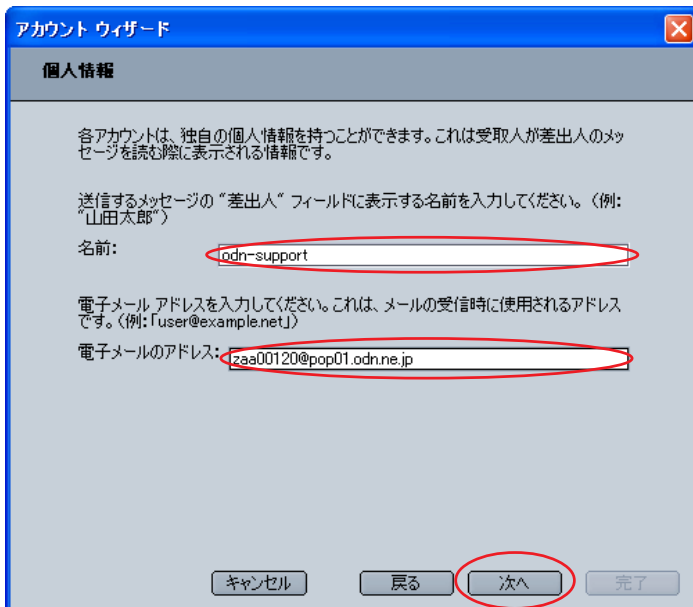 アカウント ウィザード
個人情報
各アカウントは、独自の個人情報を持つことができます。これは受取人が差出人のメッ
セージを読む際に表示される情報です。
送信するメッセージの “差出人” フィールドに表示する名前を入力してください。（例:
“山田太郎”）
名前: odn-support
電子メール アドレスを入力してください。これは、メールの受信時に使用されるアドレス
です。（例:「user@example.net」）
電子メールのアドレス: zaa00120@pop01.odn.ne.jp
キャンセル 戻る 次へ 完了